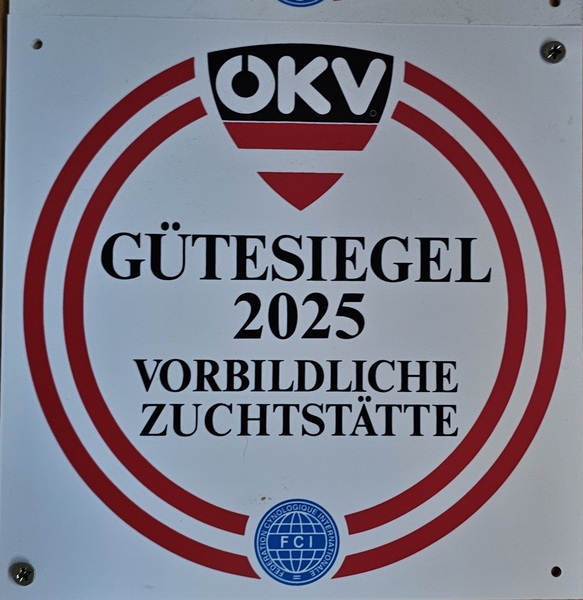 ÖKV
GÜTESIEGEL
2025
VORBILDLICHE
ZUCHTSTÄTTE
FEDERATION CYNOLOGIQUE INTERNATIONALE
FCI